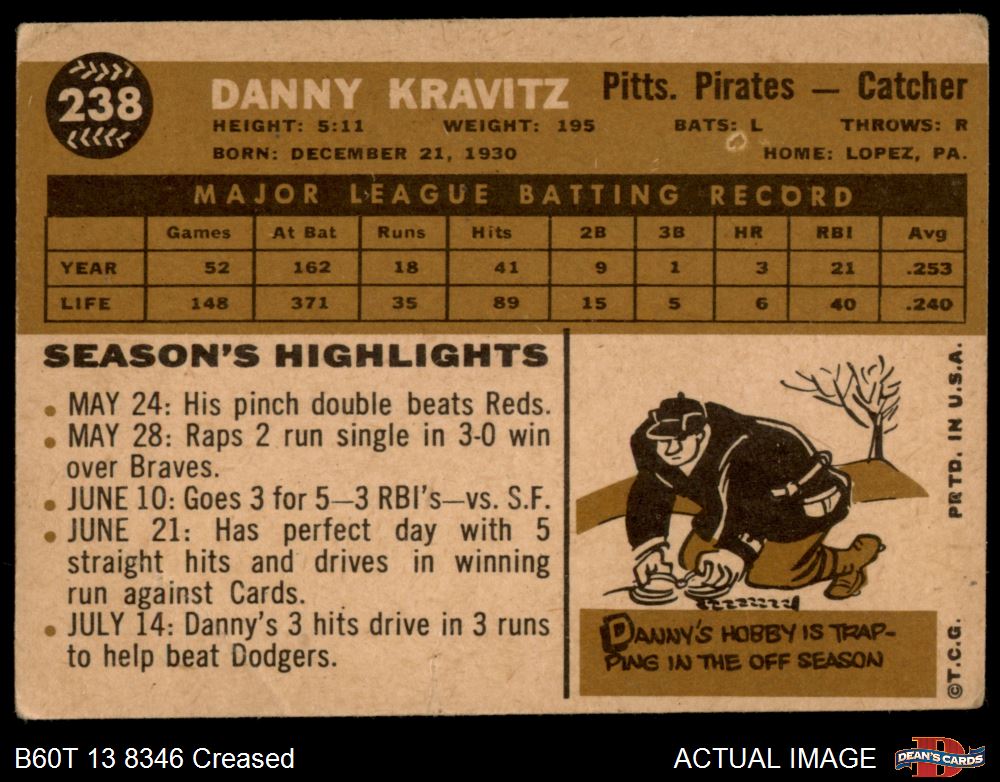 238
DANNY KRAVITZ Pitts. Pirates — Catcher
HEIGHT: 5:11 WEIGHT: 195 BATS: L THROWS: R
BORN: DECEMBER 21, 1930 HOME: LOPEZ, PA.
MAJOR LEAGUE BATTING RECORD
Games At Bat Runs Hits 2B 3B HR RBI Avg
YEAR 52 162 18 41 9 1 3 21 .253
LIFE 148 371 35 89 15 5 6 40 .240
SEASON'S HIGHLIGHTS
• MAY 24: His pinch double beats Reds.
• MAY 28: Raps 2 run single in 3-0 win
over Braves.
• JUNE 10: Goes 3 for 5—3 RBI's—vs. S.F.
• JUNE 21: Has perfect day with 5
straight hits and drives in winning
run against Cards.
• JULY 14: Danny's 3 hits drive in 3 runs
to help beat Dodgers.
DANNY'S HOBBY IS TRAP-
PING IN THE OFF SEASON
©T.C.G. PRTD. IN U.S.A.
B60T 13 8346 Creased
ACTUAL IMAGE
D
DEAN'S CARDS